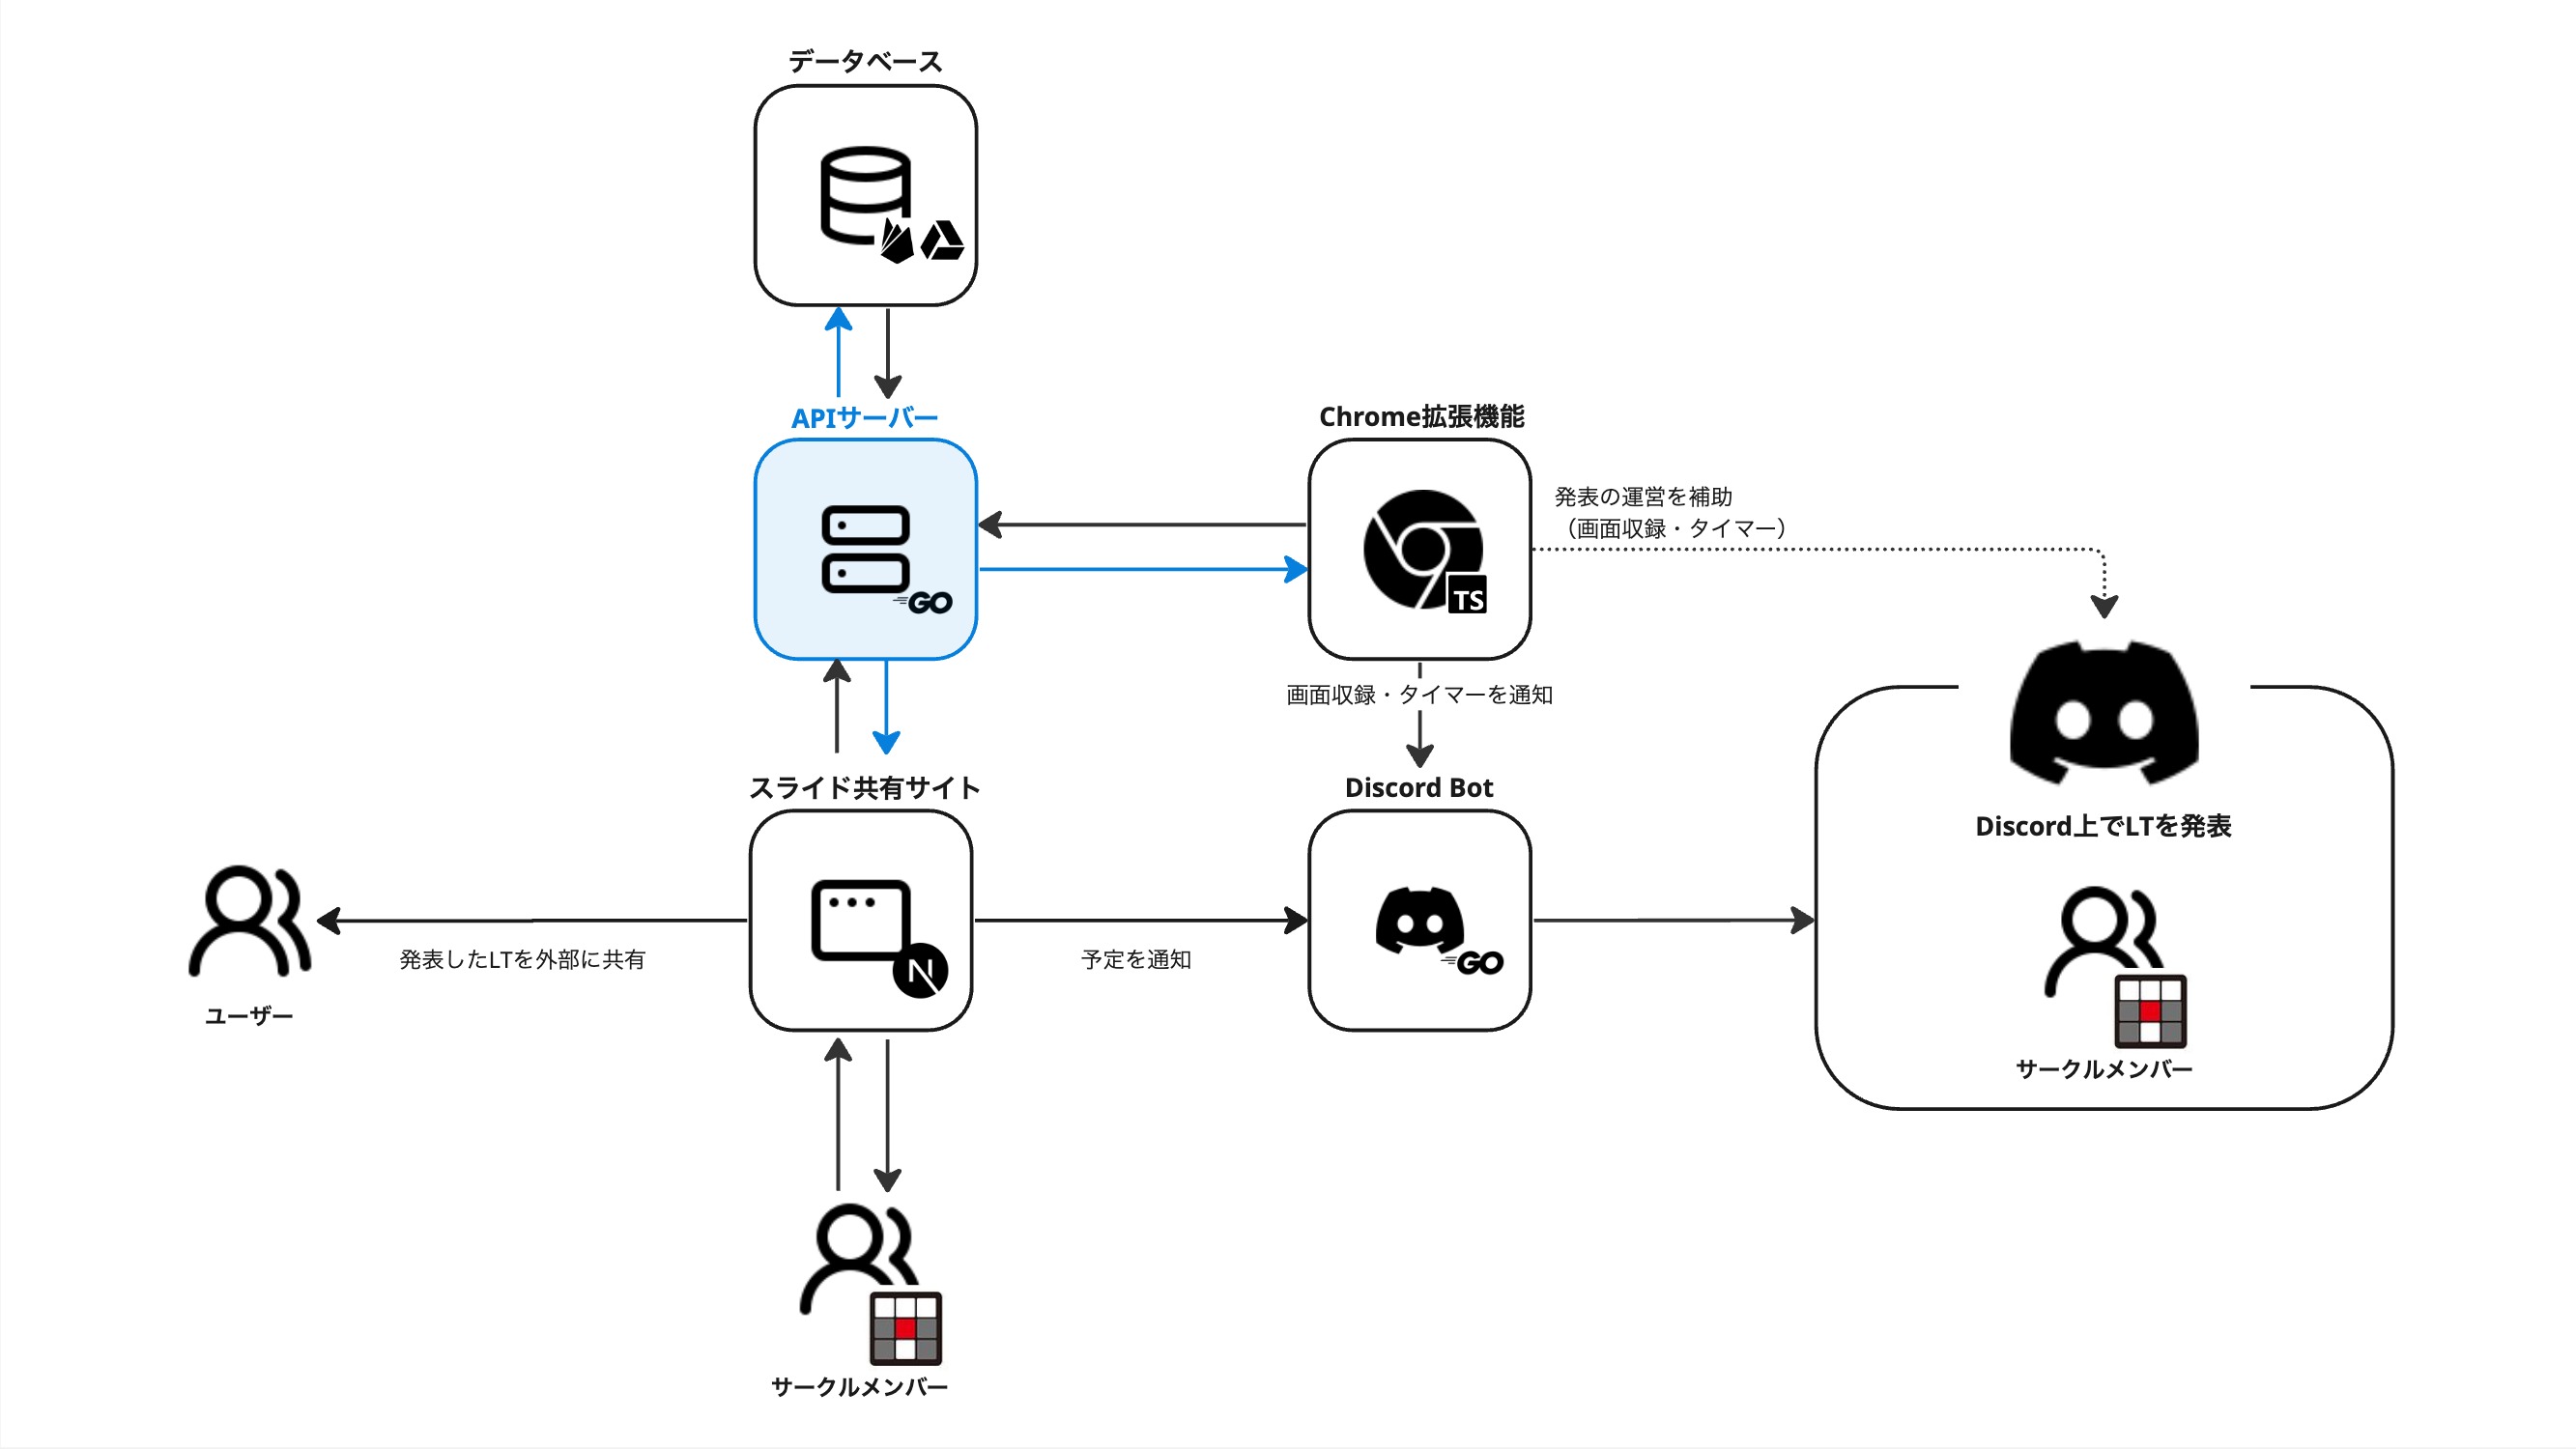 データベース
APIサーバー
GO
Chrome拡張機能
TS
発表の運営を補助
（画面収録・タイマー）
画面収録・タイマーを通知
スライド共有サイト
N
Discord Bot
GO
Discord上でLTを発表
サークルメンバー
ユーザー
発表したLTを外部に共有
予定を通知
サークルメンバー